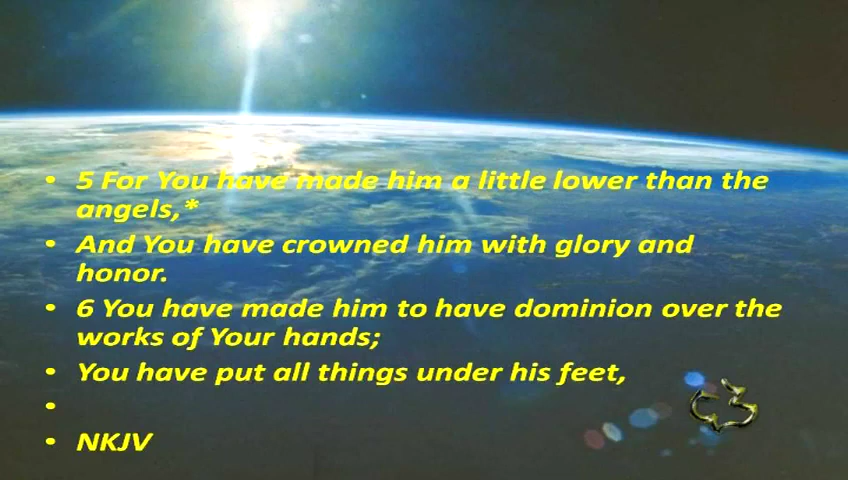 • 5 For You have made him a little lower than the
angels,*
• And You have crowned him with glory and
honor.
• 6 You have made him to have dominion over the
works of Your hands;
• You have put all things under his feet,
•
• NKJV